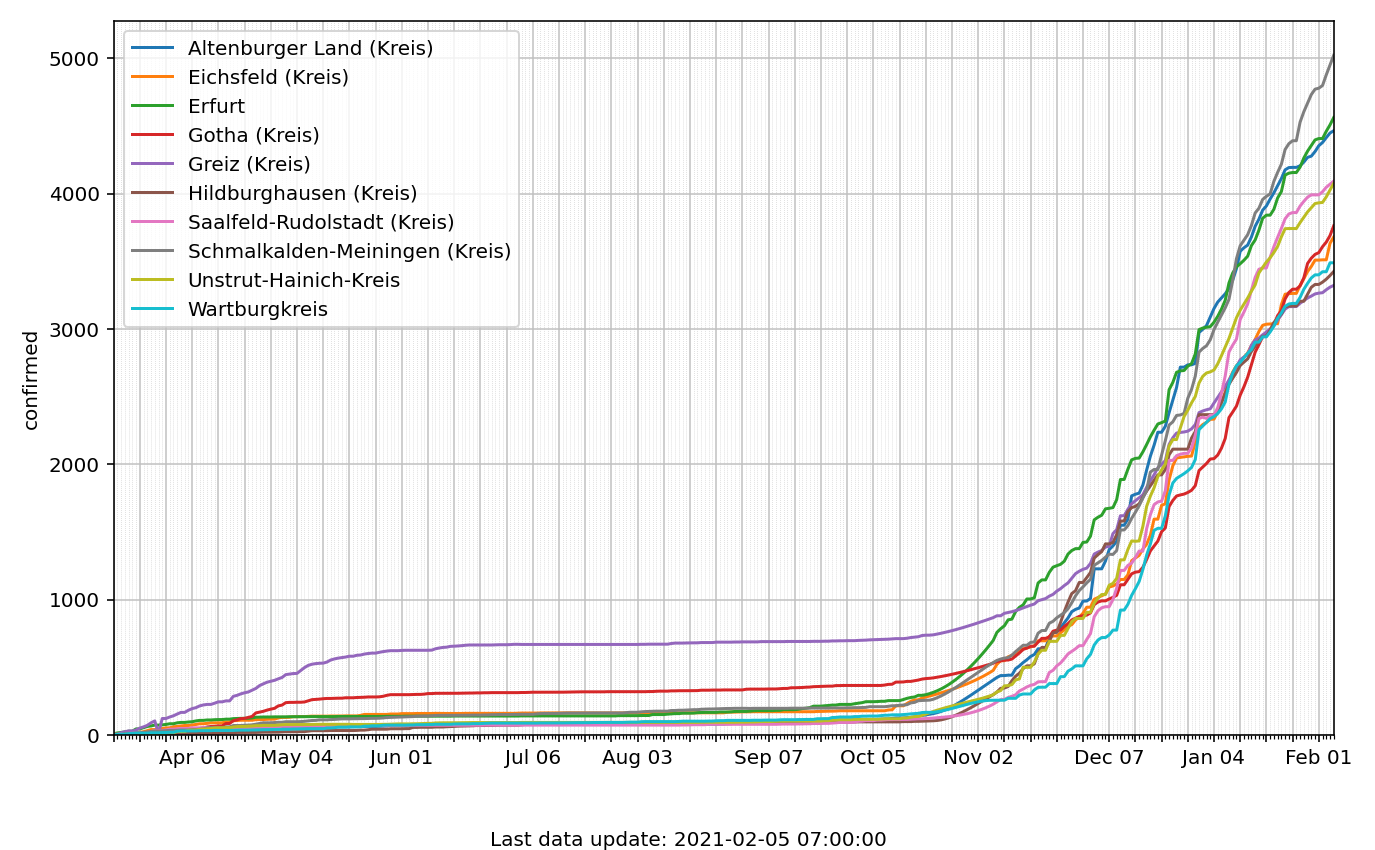 5000
4000
3000
2000
1000
0
confirmed
Altenburger Land (Kreis)
Eichsfeld (Kreis)
Erfurt
Gotha (Kreis)
Greiz (Kreis)
Hildburghausen (Kreis)
Saalfeld-Rudolstadt (Kreis)
Schmalkalden-Meiningen (Kreis)
Unstrut-Hainich-Kreis
Wartburgkreis
Apr 06 May 04 Jun 01 Jul 06 Aug 03 Sep 07 Oct 05 Nov 02 Dec 07 Jan 04 Feb 01
Last data update: 2021-02-05 07:00:00